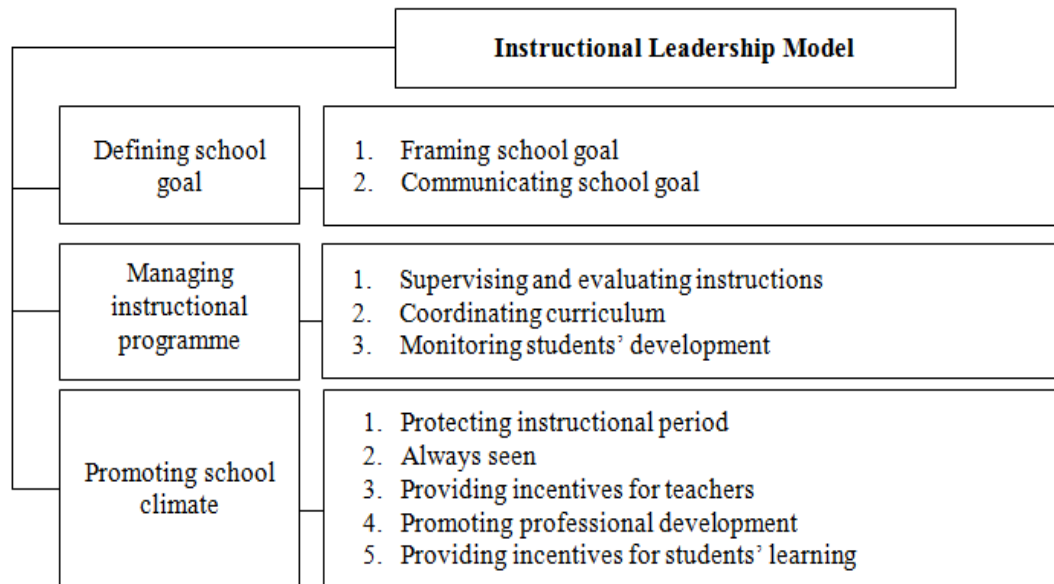 Instructional Leadership Model
Defining school
goal
1. Framing school goal
2. Communicating school goal
Managing
instructional
programme
1. Supervising and evaluating instructions
2. Coordinating curriculum
3. Monitoring students’ development
Promoting school
climate
1. Protecting instructional period
2. Always seen
3. Providing incentives for teachers
4. Promoting professional development
5. Providing incentives for students’ learning